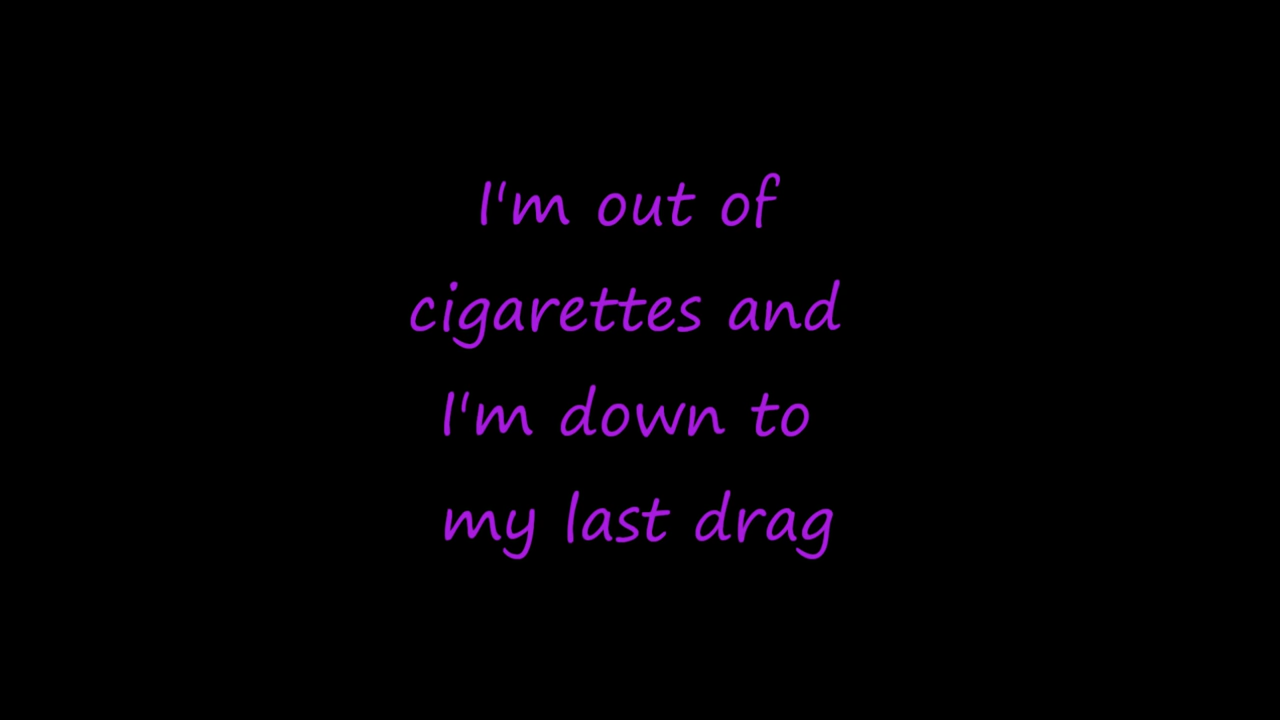 I'm out of
cigarettes and
I'm down to
my last drag